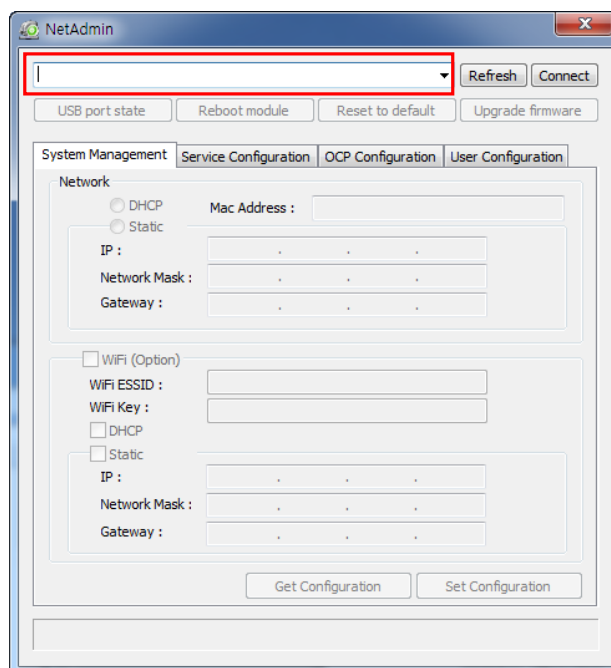 NetAdmin
Refresh Connect
USB port state Reboot module Reset to default Upgrade firmware
System Management Service Configuration OCP Configuration User Configuration
Network
DHCP Mac Address :
Static
IP : . . .
Network Mask : . . .
Gateway : . . .
WiFi (Option)
WiFi ESSID :
WiFi Key :
DHCP
Static
IP : . . .
Network Mask : . . .
Gateway : . . .
Get Configuration Set Configuration